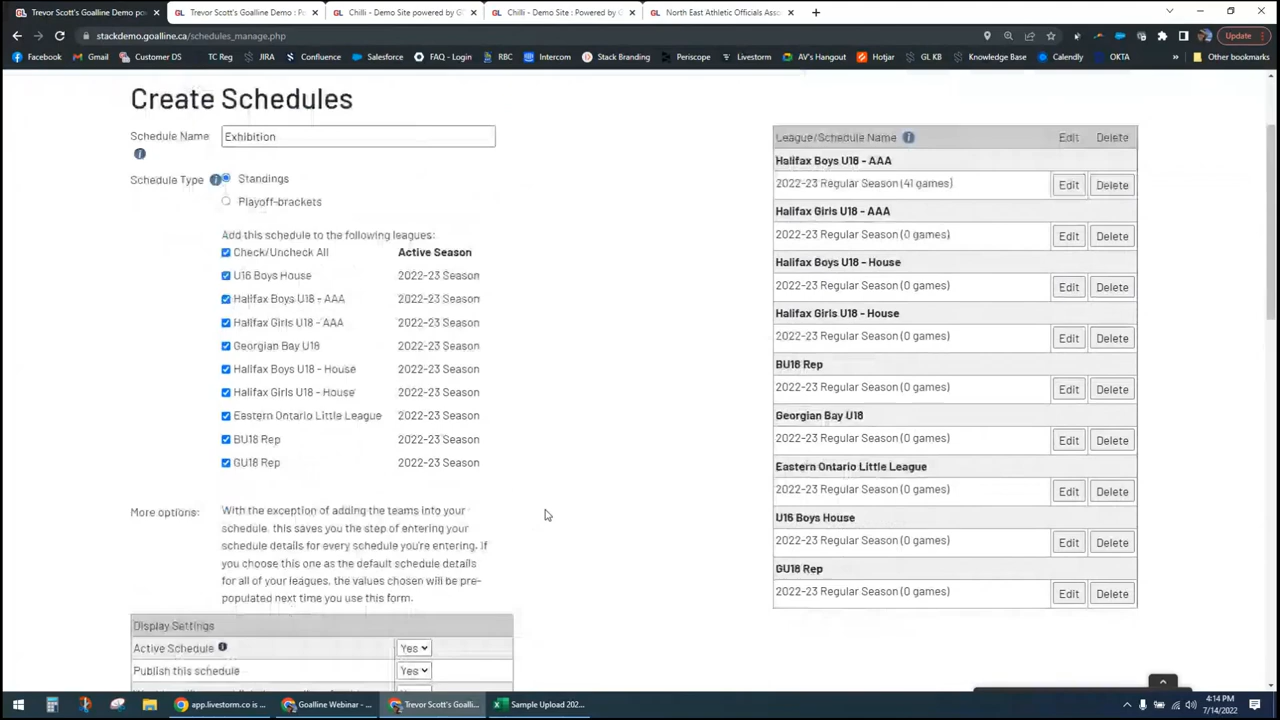 Trevor Scott's Goalline Demo po
Trevor Scott's Goalline Demo : Po
Chilli - Demo Site powered by G
Chilli - Demo Site : Powered by G
North East Athletic Officials Asso
stackdemo.goalline.ca/schedules_manage.php
Update
Facebook
Gmail
Customer DS
TC Reg
JIRA
Confluence
Salesforce
FAQ - Login
RBC
Intercom
Stack Branding
Periscope
Livestorm
AV's Hangout
Hotjar
GL KB
Knowledge Base
Calendly
OKTA
»
Other bookmarks
Create Schedules
Schedule Name
Exhibition
Schedule Type
Standings
Playoff-brackets
Add this schedule to the following leagues:
Check/Uncheck All Active Season
U16 Boys House 2022-23 Season
Halifax Boys U18 - AAA 2022-23 Season
Halifax Girls U18 - AAA 2022-23 Season
Georgian Bay U18 2022-23 Season
Halifax Boys U18 - House 2022-23 Season
Halifax Girls U18 - House 2022-23 Season
Eastern Ontario Little League 2022-23 Season
BU18 Rep 2022-23 Season
GU18 Rep 2022-23 Season
More options:
With the exception of adding the teams into your
schedule, this saves you the step of entering your
schedule details for every schedule you're entering. If
you choose this one as the default schedule details
for all of your leagues, the values chosen will be pre-
populated next time you use this form.
Display Settings
Active Schedule Yes
Publish this schedule Yes
League/Schedule Name Edit Delete
Halifax Boys U18 - AAA
2022-23 Regular Season (41 games) Edit Delete
Halifax Girls U18 - AAA
2022-23 Regular Season (0 games) Edit Delete
Halifax Boys U18 - House
2022-23 Regular Season (0 games) Edit Delete
Halifax Girls U18 - House
2022-23 Regular Season (0 games) Edit Delete
BU18 Rep
2022-23 Regular Season (0 games) Edit Delete
Georgian Bay U18
2022-23 Regular Season (0 games) Edit Delete
Eastern Ontario Little League
2022-23 Regular Season (0 games) Edit Delete
U16 Boys House
2022-23 Regular Season (0 games) Edit Delete
GU18 Rep
2022-23 Regular Season (0 games) Edit Delete
app.livestorm.co is ...
Goalline Webinar - ...
Trevor Scott's Goalli...
Sample Upload 202...
4:14 PM
7/14/2022